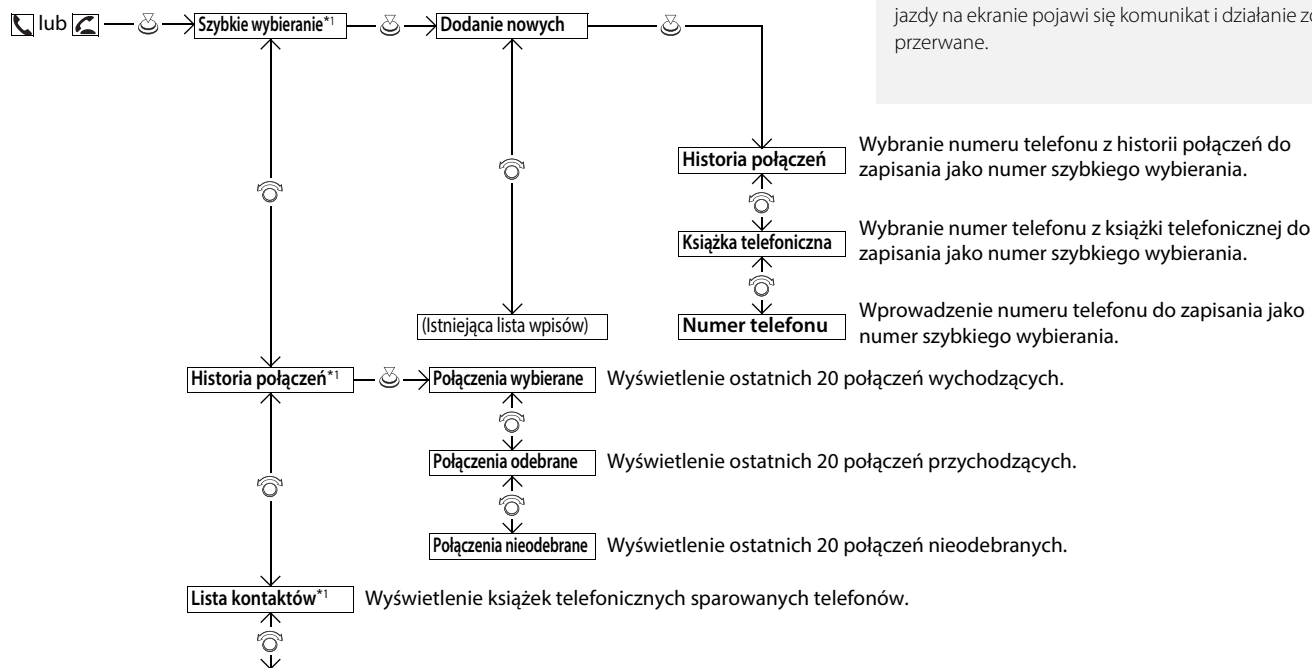 jazdy na ekranie pojawi się komunikat i działanie
przerwane.
lub
Szybkie wybieranie*1
Dodanie nowych
Historia połączeń
Wybranie numeru telefonu z historii połączeń do
zapisania jako numer szybkiego wybierania.
Książka telefoniczna
Wybranie numer telefonu z książki telefonicznej do
zapisania jako numer szybkiego wybierania.
(Istniejąca lista wpisów)
Numer telefonu
Wprowadzenie numeru telefonu do zapisania jako
numer szybkiego wybierania.
Historia połączeń*1
Połączenia wybierane
Wyświetlenie ostatnich 20 połączeń wychodzących.
Połączenia odebrane
Wyświetlenie ostatnich 20 połączeń przychodzących.
Połączenia nieodebrane
Wyświetlenie ostatnich 20 połączeń nieodebranych.
Lista kontaktów*1
Wyświetlenie książek telefonicznych sparowanych telefonów.